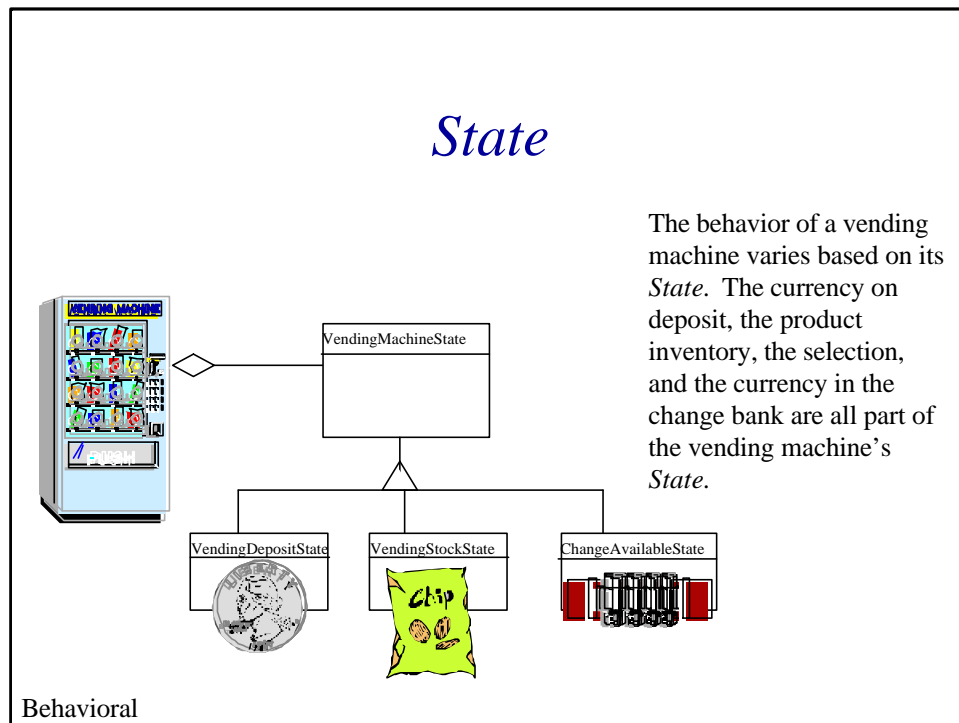 State
The behavior of a vending
machine varies based on its
State. The currency on
deposit, the product
inventory, the selection,
and the currency in the
change bank are all part of
the vending machine's
State.
VENDING MACHINE
PUSH
VendingMachineState
VendingDepositState
VendingStockState
ChangeAvailableState
LIBERTY
Chip
Behavioral